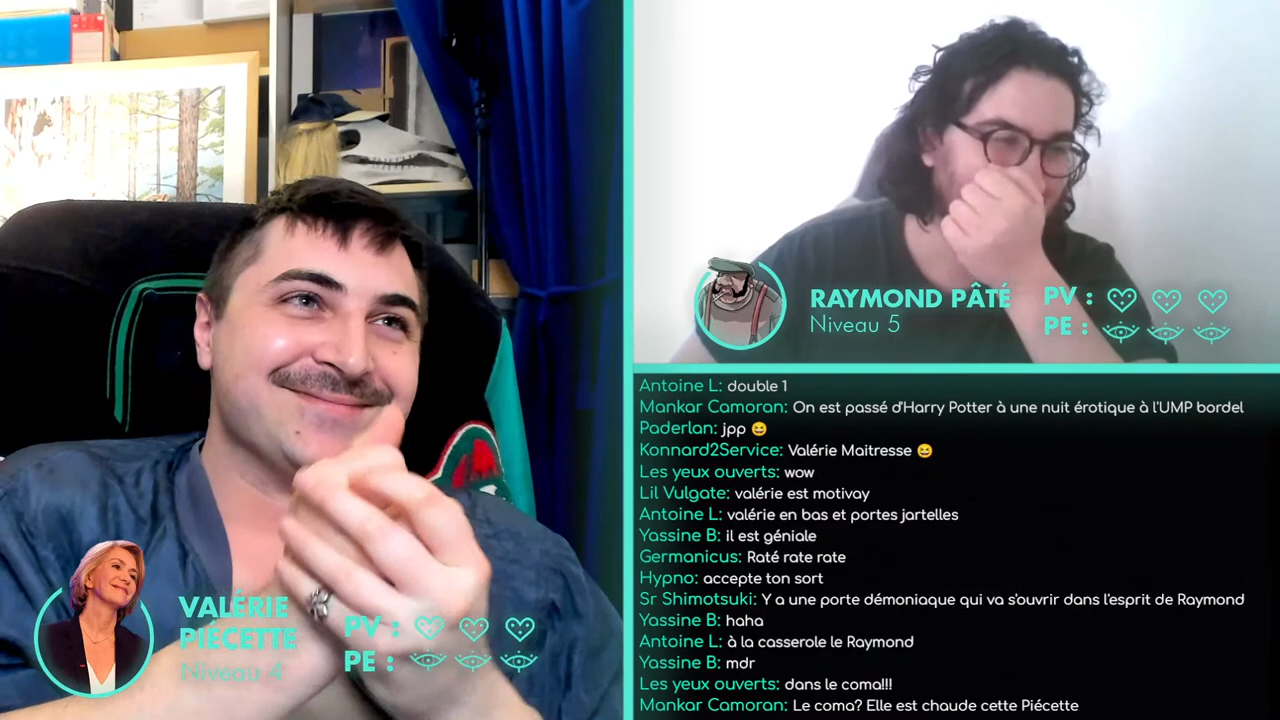 RAYMOND PÂTÉ
Niveau 5
PV :
PE :
VALÉRIE
PIÉCETTE
Niveau 4
PV :
PE :
Antoine L: double 1
Mankar Camoran: On est passé d'Harry Potter à une nuit érotique à l'UMP bordel
Paderlan: jpp 😆
Konnard2Service: Valérie Maitresse 😆
Les yeux ouverts: wow
Lil Vulgate: valérie est motivay
Antoine L: valérie en bas et portes jartelles
Yassine B: il est géniale
Germanicus: Raté rate rate
Hypno: accepte ton sort
Sr Shimotsuki: Y a une porte démoniaque qui va s'ouvrir dans l'esprit de Raymond
Yassine B: haha
Antoine L: à la casserole le Raymond
Yassine B: mdr
Les yeux ouverts: dans le coma!!!
Mankar Camoran: Le coma? Elle est chaude cette Piécette